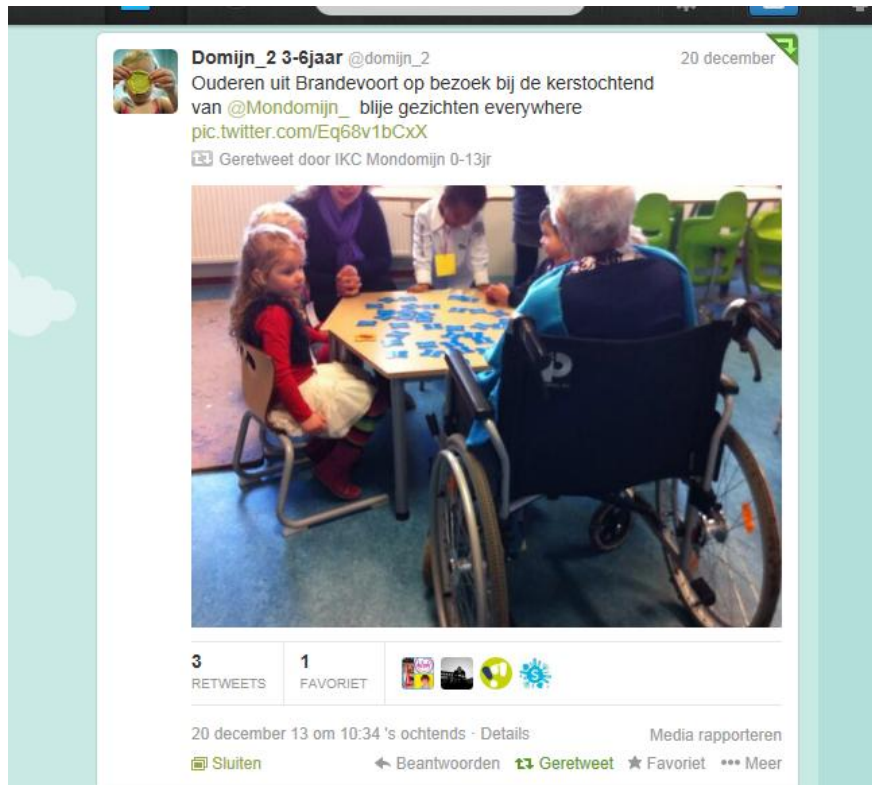 Domijn_2 3-6jaar @domijn_2 20 december
Ouderen uit Brandevoort op bezoek bij de kerstochtend
van @Mondomijn_ blije gezichten everywhere
pic.twitter.com/Eq68v1bCxX
Geretweet door IKC Mondomijn 0-13jr
3 1
RETWEETS FAVORIET
20 december 13 om 10:34 's ochtends · Details Media rapporteren
Sluiten Beantwoorden Geretweet Favoriet ••• Meer